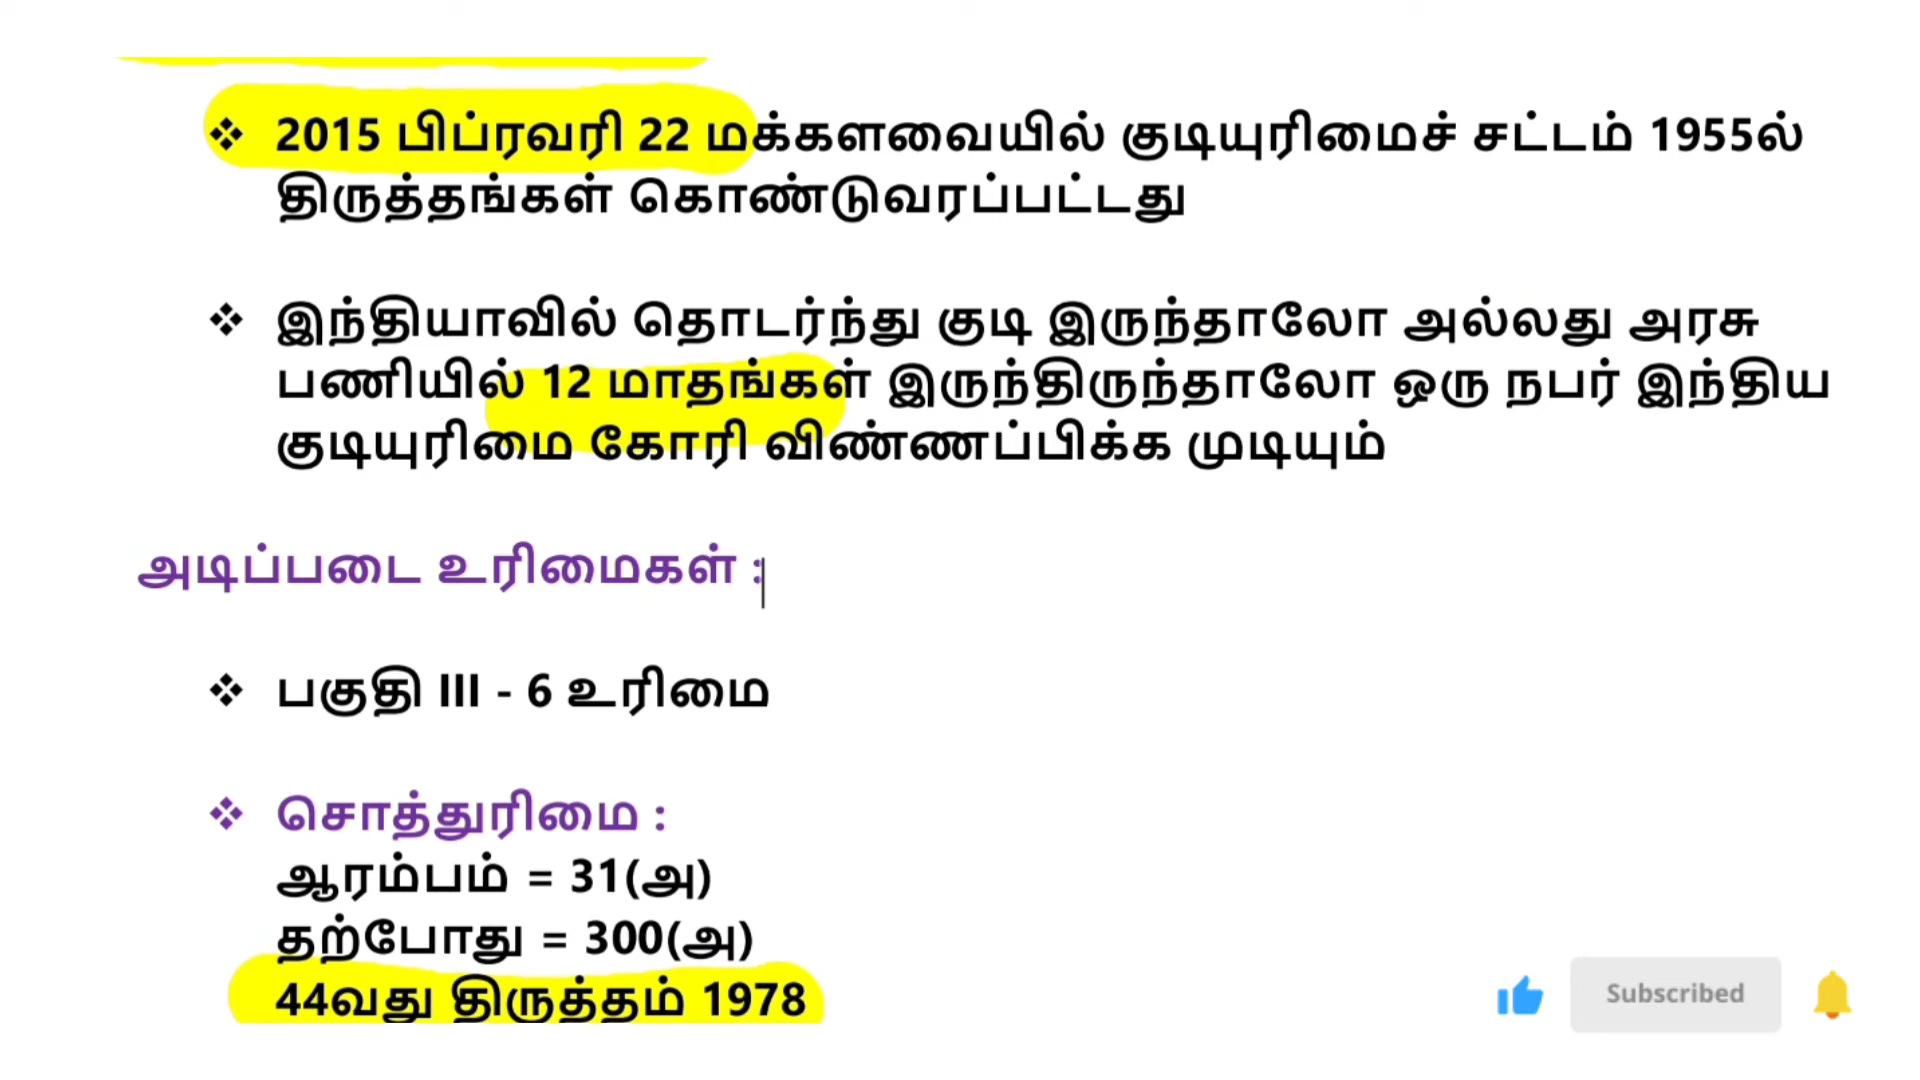 ❖ 2015 பிப்ரவரி 22 மக்களவையில் குடியுரிமைச் சட்டம் 1955ல்
திருத்தங்கள் கொண்டுவரப்பட்டது
❖ இந்தியாவில் தொடர்ந்து குடி இருந்தாலோ அல்லது அரசு
பணியில் 12 மாதங்கள் இருந்திருந்தாலோ ஒரு நபர் இந்திய
குடியுரிமை கோரி விண்ணப்பிக்க முடியும்
அடிப்படை உரிமைகள் :
❖ பகுதி III - 6 உரிமை
❖ சொத்துரிமை :
ஆரம்பம் = 31(அ)
தற்போது = 300(அ)
44வது திருத்தம் 1978
Subscribed